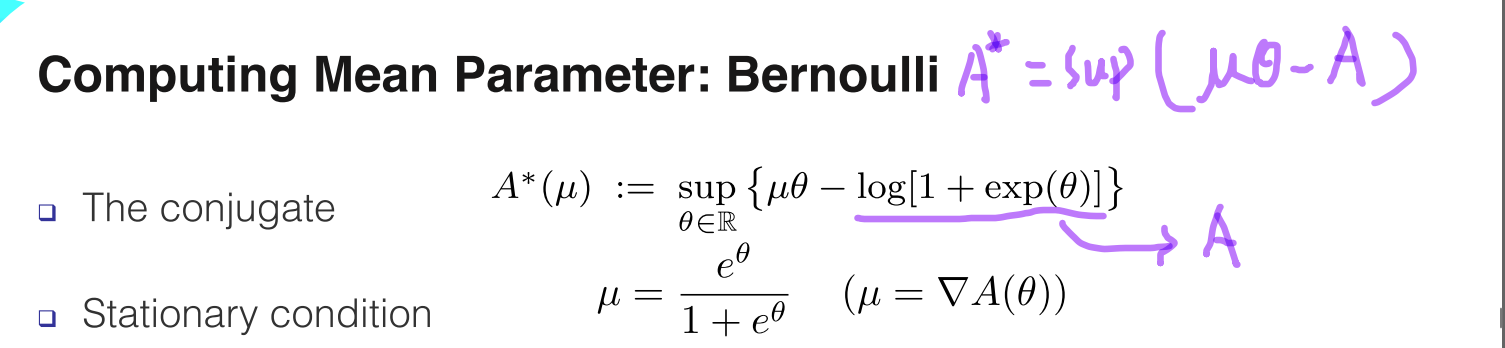 Computing Mean Parameter: Bernoulli A* = sup ( μθ - A )
The conjugate A*(μ) := sup_{θ∈ℝ} {μθ − log[1 + exp(θ)]}
→ A
Stationary condition μ = e^θ / (1 + e^θ) (μ = ∇A(θ))